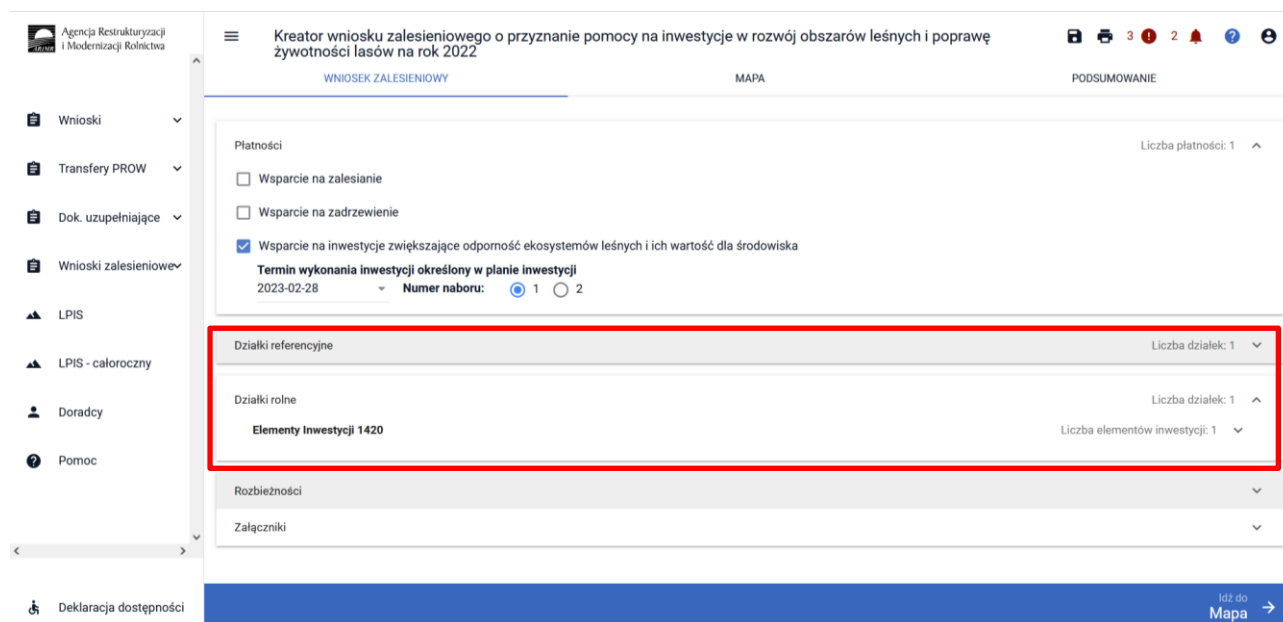 Agencja Restrukturyzacji
i Modernizacji Rolnictwa
ARiMR
Wnioski
Transfery PROW
Dok. uzupełniające
Wnioski zalesieniowe
LPIS
LPIS - całoroczny
Doradcy
Pomoc
Deklaracja dostępności
Kreator wniosku zalesieniowego o przyznanie pomocy na inwestycje w rozwój obszarów leśnych i poprawę
żywotności lasów na rok 2022
3 2
WNIOSEK ZALESIENIOWY MAPA PODSUMOWANIE
Płatności Liczba płatności: 1
Wsparcie na zalesianie
Wsparcie na zadrzewienie
Wsparcie na inwestycje zwiększające odporność ekosystemów leśnych i ich wartość dla środowiska
Termin wykonania inwestycji określony w planie inwestycji
2023-02-28 Numer naboru: 1 2
Działki referencyjne Liczba działek: 1
Działki rolne Liczba działek: 1
Elementy Inwestycji 1420 Liczba elementów inwestycji: 1
Rozbieżności
Załączniki
Idź do
Mapa